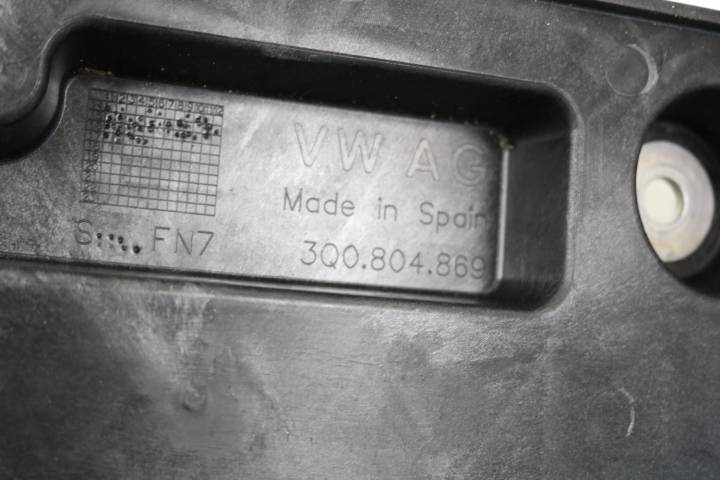 VW AG
Made in Spain
3Q0.804.869
FN7